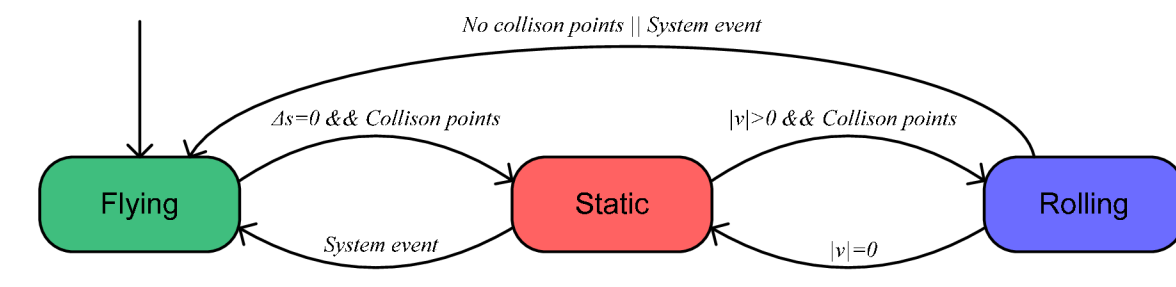 No collison points || System event
Δs=0 && Collison points
|v|>0 && Collison points
Flying
Static
Rolling
System event
|v|=0